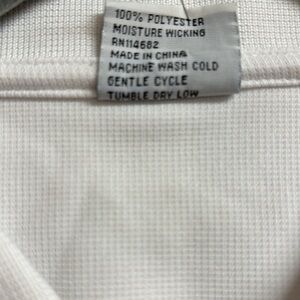 100% POLYESTER
MOISTURE WICKING
RN114682
MADE IN CHINA
MACHINE WASH COLD
GENTLE CYCLE
TUMBLE DRY LOW